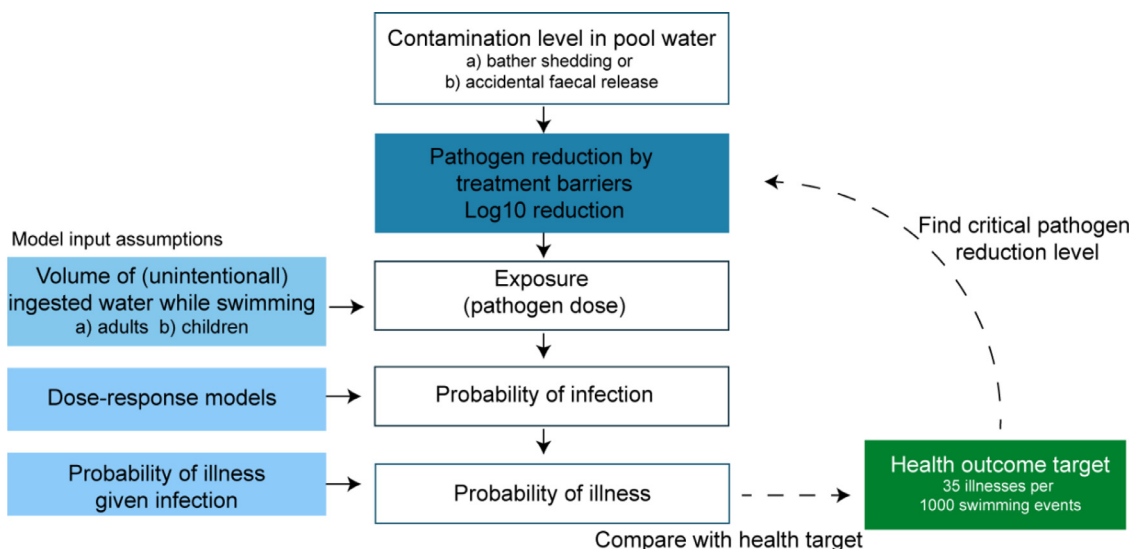 Contamination level in pool water
a) bather shedding or
b) accidental faecal release
Pathogen reduction by
treatment barriers
Log10 reduction
Find critical pathogen
reduction level
Model input assumptions
Volume of (unintentionall)
ingested water while swimming
a) adults b) children
Exposure
(pathogen dose)
Dose-response models
Probability of infection
Probability of illness
given infection
Probability of illness
Health outcome target
35 illnesses per
1000 swimming events
Compare with health target